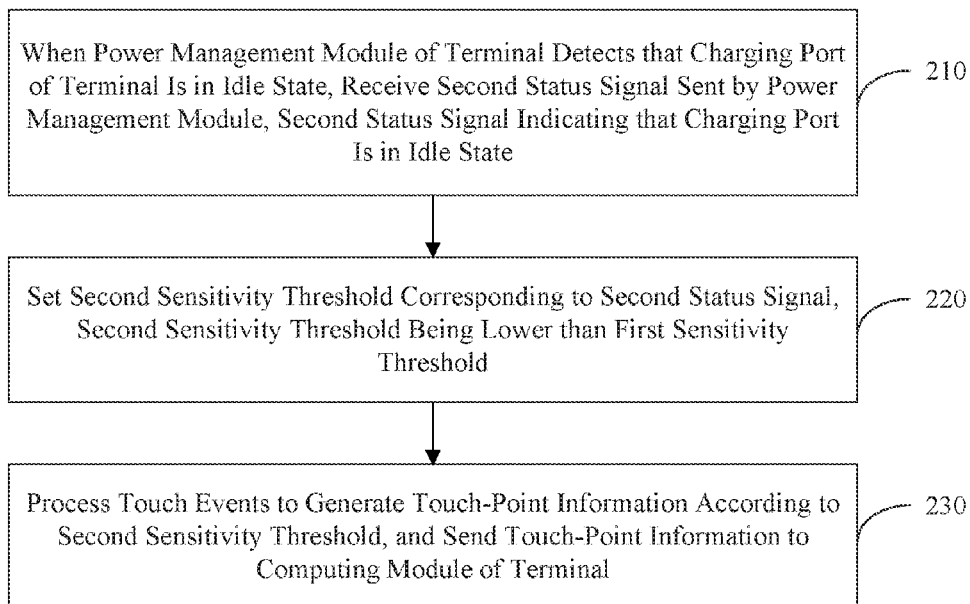 When Power Management Module of Terminal Detects that Charging Port
of Terminal Is in Idle State, Receive Second Status Signal Sent by Power
Management Module, Second Status Signal Indicating that Charging Port
Is in Idle State
210
Set Second Sensitivity Threshold Corresponding to Second Status Signal,
Second Sensitivity Threshold Being Lower than First Sensitivity
Threshold
220
Process Touch Events to Generate Touch-Point Information According to
Second Sensitivity Threshold, and Send Touch-Point Information to
Computing Module of Terminal
230